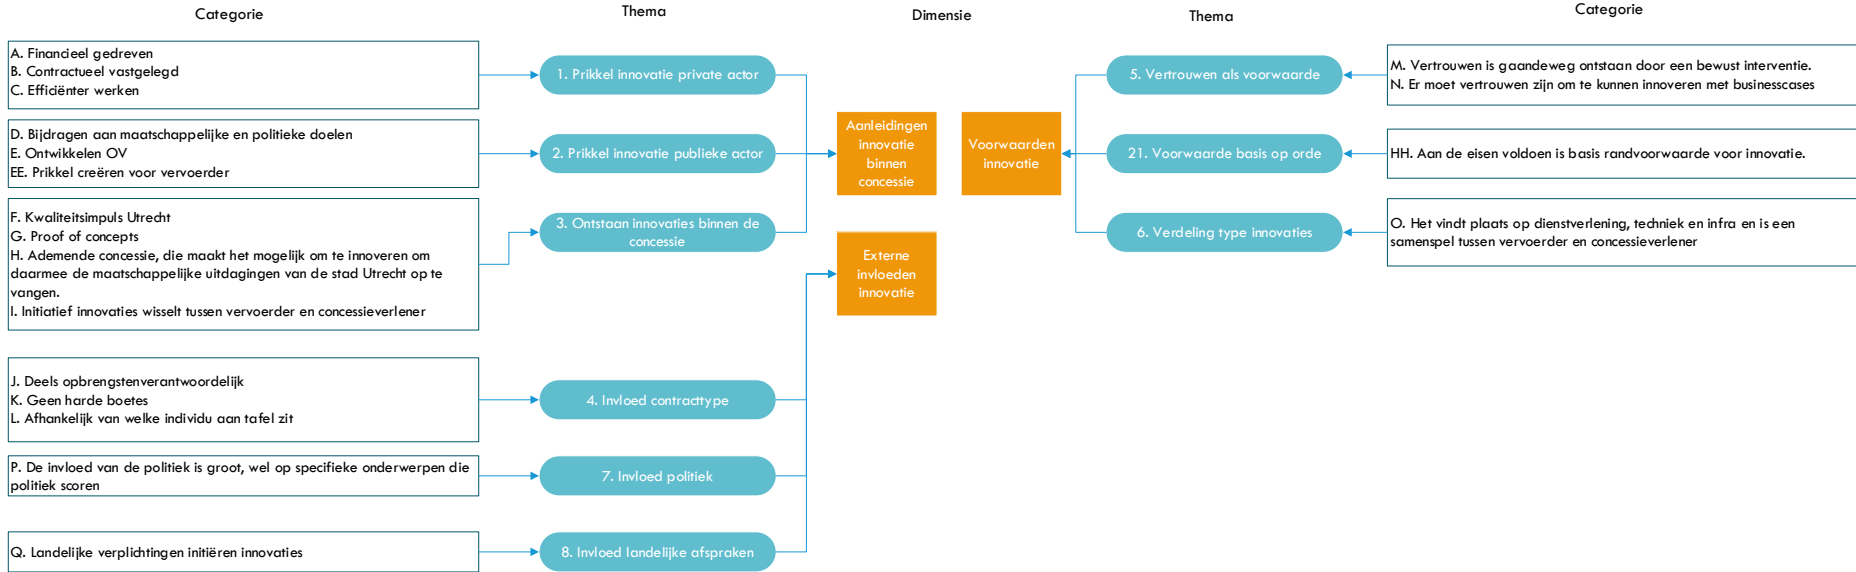 Categorie
Thema
Dimensie
Thema
Categorie
A. Financieel gedreven
B. Contractueel vastgelegd
C. Efficiënter werken
1. Prikkel innovatie private actor
D. Bijdragen aan maatschappelijke en politieke doelen
E. Ontwikkelen OV
EE. Prikkel creëren voor vervoerder
2. Prikkel innovatie publieke actor
F. Kwaliteitsimpuls Utrecht
G. Proof of concepts
H. Ademende concessie, die maakt het mogelijk om te innoveren om
daarmee de maatschappelijke uitdagingen van de stad Utrecht op te
vangen.
I. Initiatief innovaties wisselt tussen vervoerder en concessieverlener
3. Ontstaan innovaties binnen de
concessie
Aanleidingen
innovatie
binnen
concessie
J. Deels opbrengstenverantwoordelijk
K. Geen harde boetes
L. Afhankelijk van welke individu aan tafel zit
4. Invloed contracttype
P. De invloed van de politiek is groot, wel op specifieke onderwerpen die
politiek scoren
7. Invloed politiek
Q. Landelijke verplichtingen initiëren innovaties
8. Invloed landelijke afspraken
Externe
invloeden
innovatie
Voorwaarden
innovatie
5. Vertrouwen als voorwaarde
M. Vertrouwen is gaandeweg ontstaan door een bewust interventie.
N. Er moet vertrouwen zijn om te kunnen innoveren met businesscases
21. Voorwaarde basis op orde
HH. Aan de eisen voldoen is basis randvoorwaarde voor innovatie.
6. Verdeling type innovaties
O. Het vindt plaats op dienstverlening, techniek en infra en is een
samenspel tussen vervoerder en concessieverlener